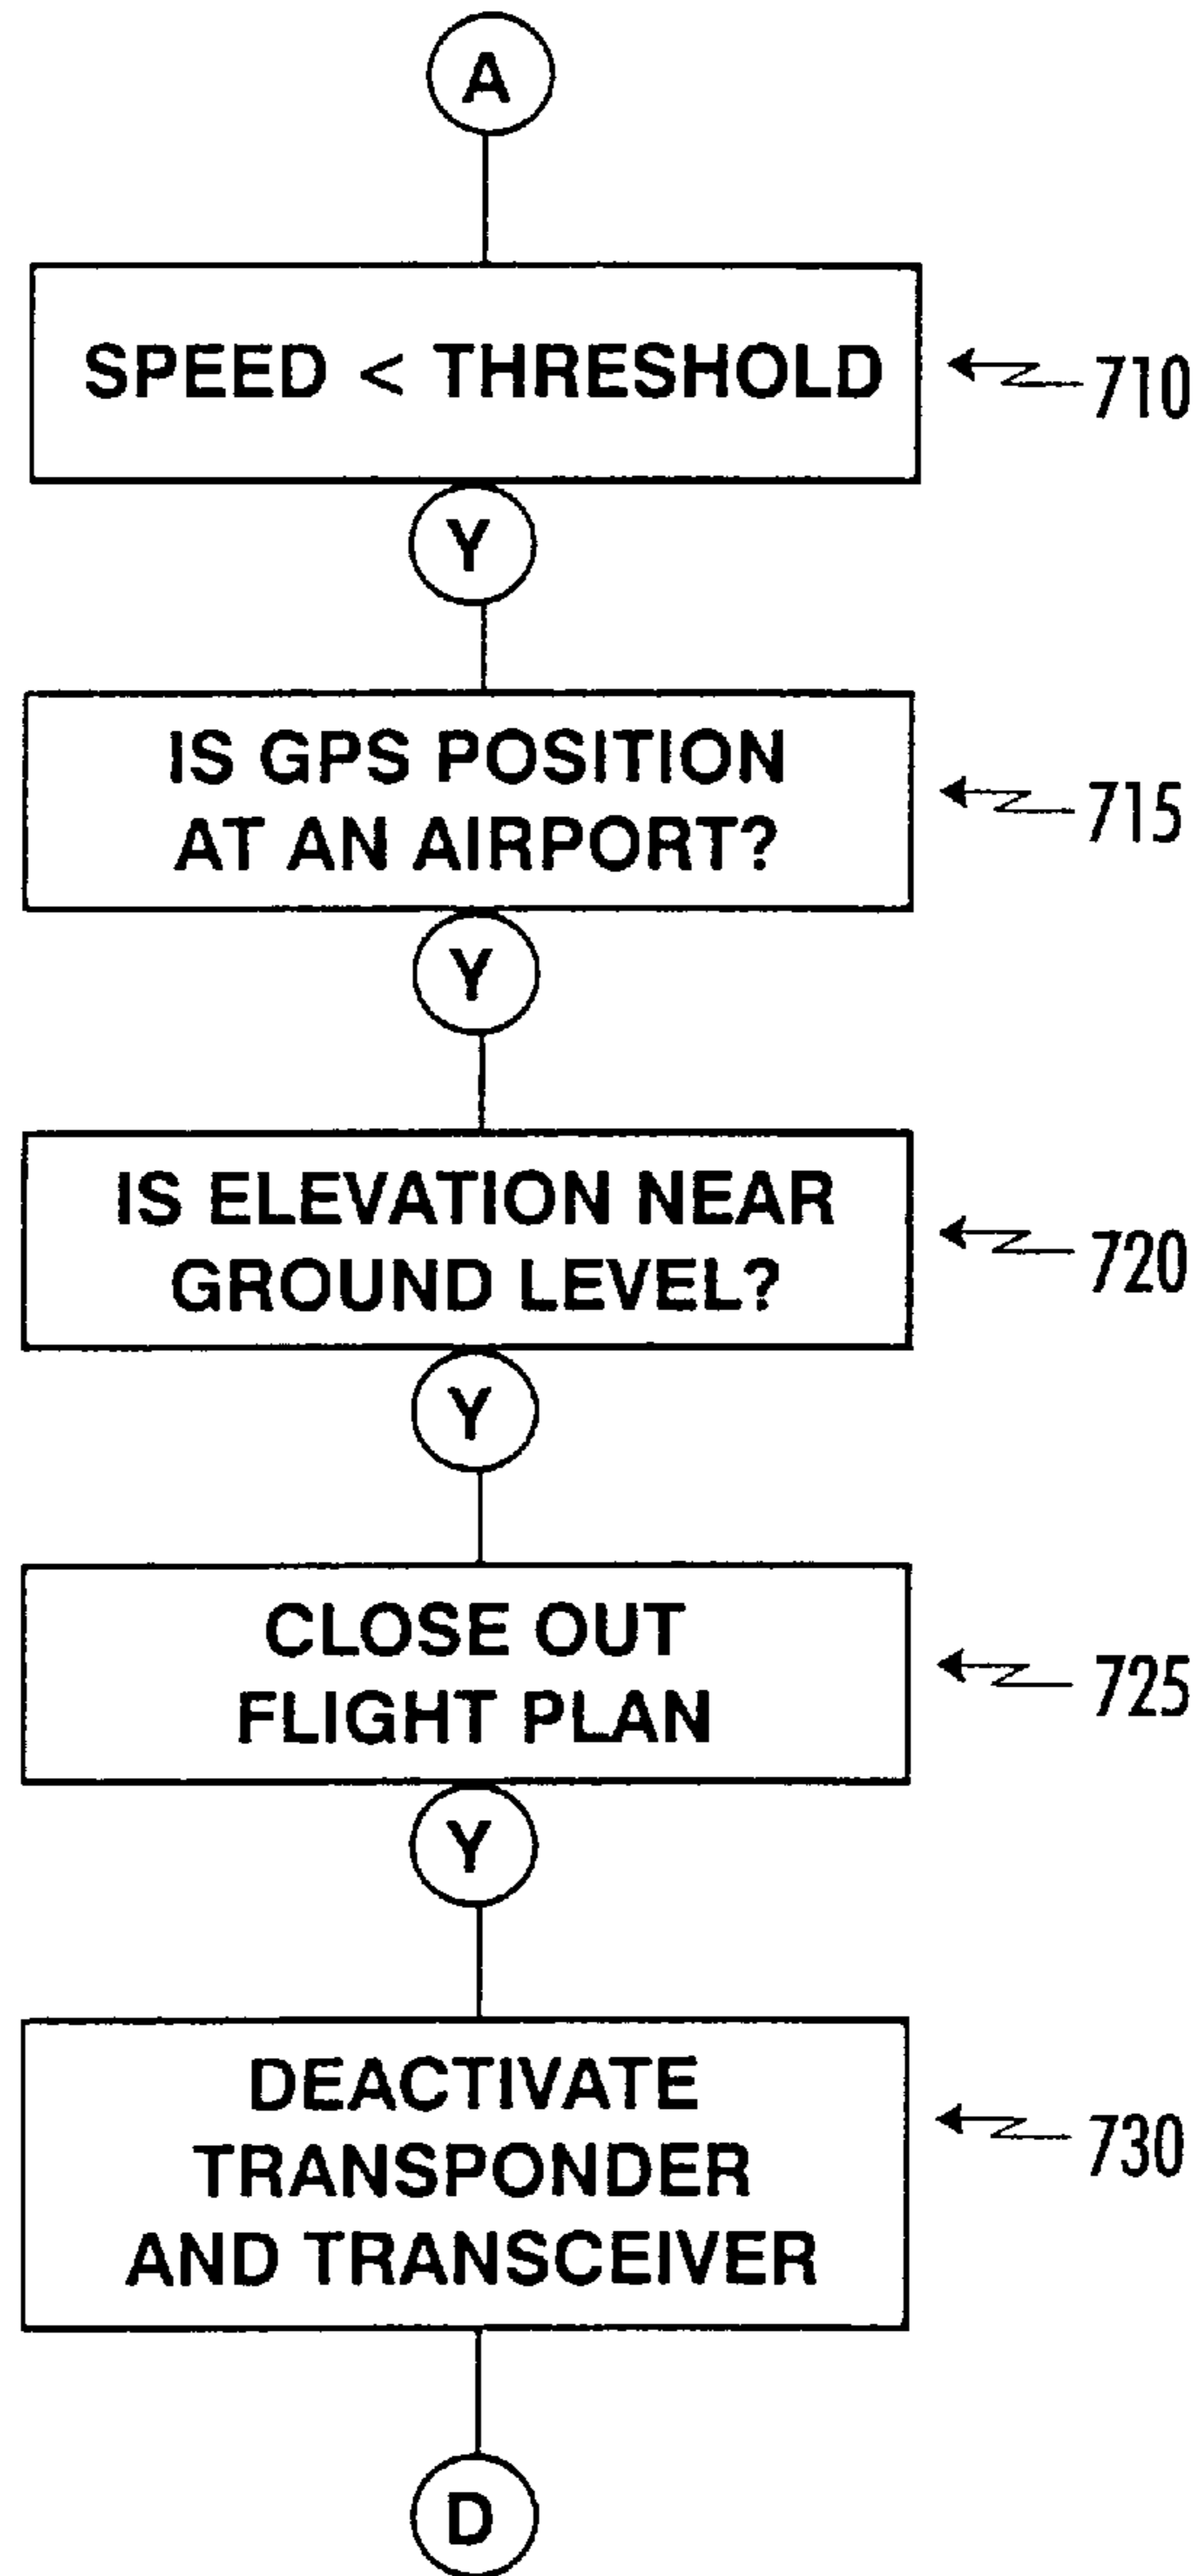 A
SPEED < THRESHOLD
710
Y
IS GPS POSITION
AT AN AIRPORT?
715
Y
IS ELEVATION NEAR
GROUND LEVEL?
720
Y
CLOSE OUT
FLIGHT PLAN
725
Y
DEACTIVATE
TRANSPONDER
AND TRANSCEIVER
730
D